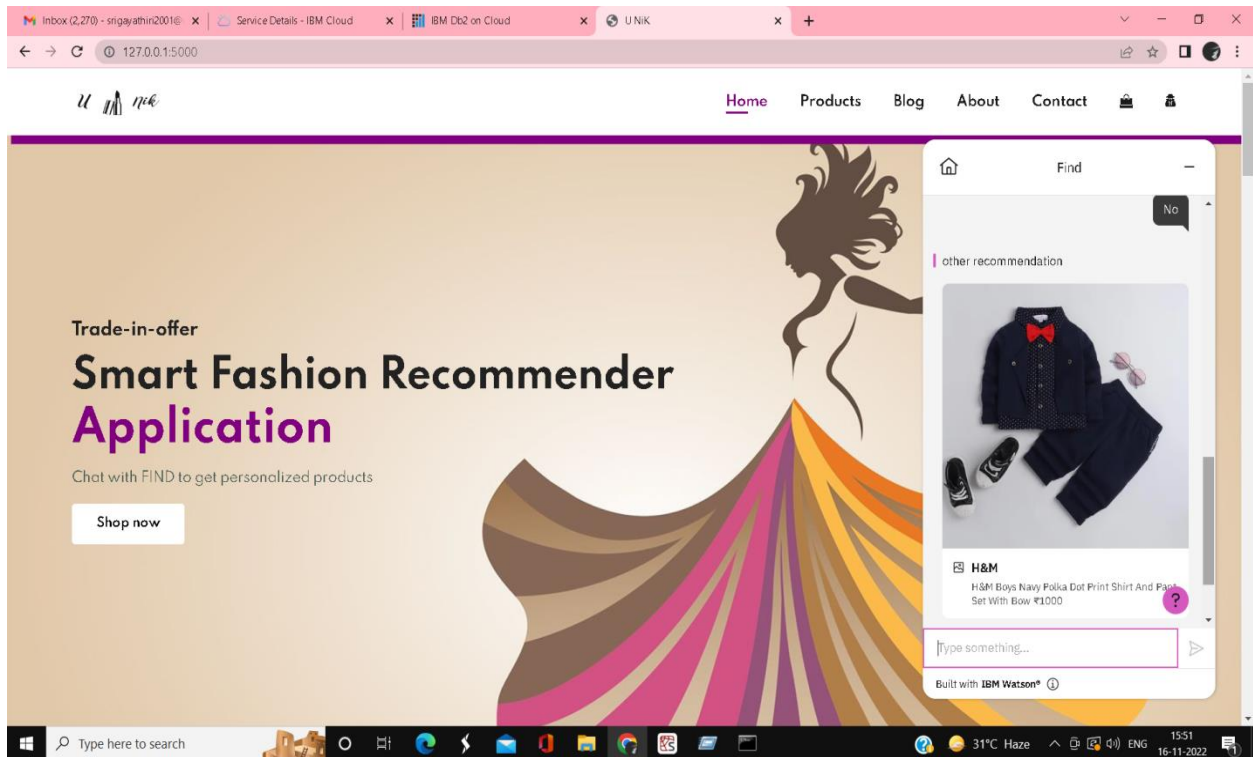 Inbox (2,270) - srigayathiri2001@
Service Details - IBM Cloud
IBM Db2 on Cloud
U NiK
127.0.0.1:5000
U nik
Home Products Blog About Contact
Trade-in-offer
Smart Fashion Recommender
Application
Chat with FIND to get personalized products
Shop now
Find
No
other recommendation
H&M
H&M Boys Navy Polka Dot Print Shirt And Pant
Set With Bow ₹1000
?
Type something...
Built with IBM Watson®
Type here to search
31°C Haze
ENG
15:51
16-11-2022